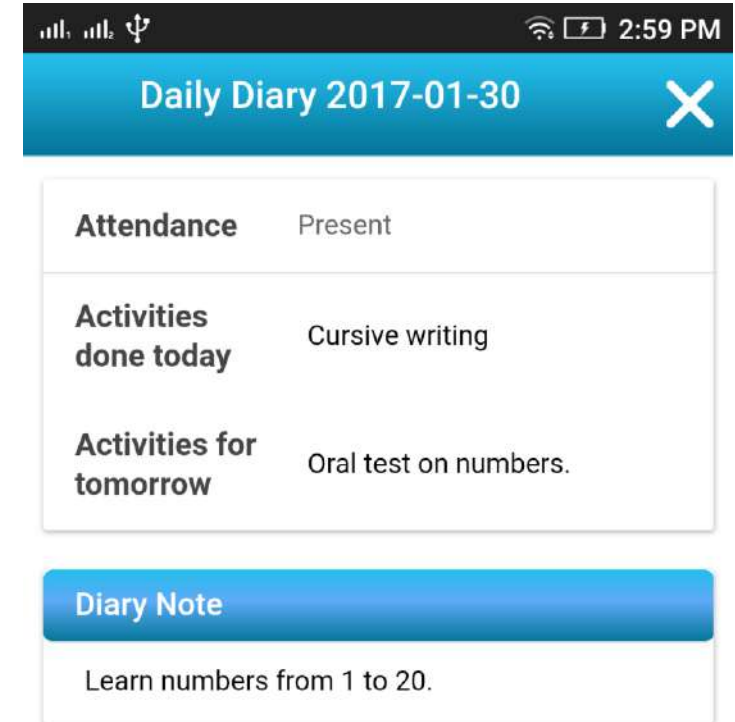 2:59 PM
Daily Diary 2017-01-30
Attendance Present
Activities
done today
Cursive writing
Activities for
tomorrow
Oral test on numbers.
Diary Note
Learn numbers from 1 to 20.